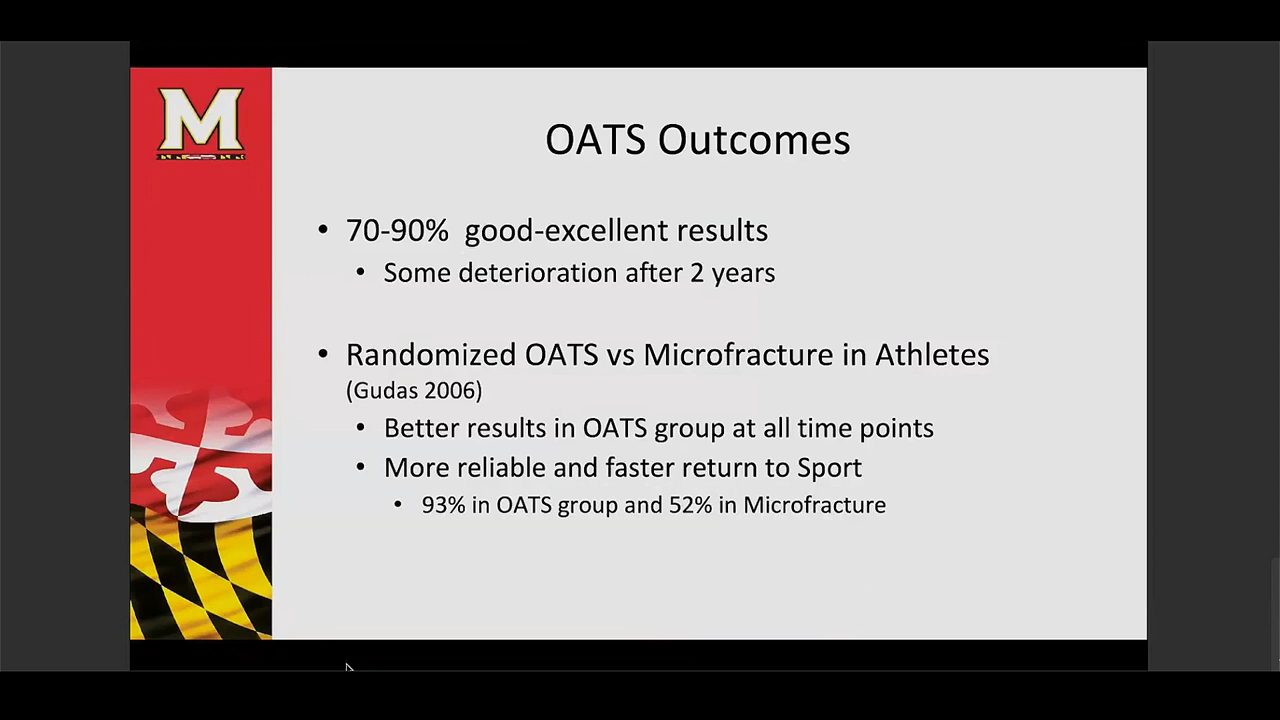 M
OATS Outcomes
• 70-90% good-excellent results
• Some deterioration after 2 years
• Randomized OATS vs Microfracture in Athletes
(Gudas 2006)
• Better results in OATS group at all time points
• More reliable and faster return to Sport
• 93% in OATS group and 52% in Microfracture